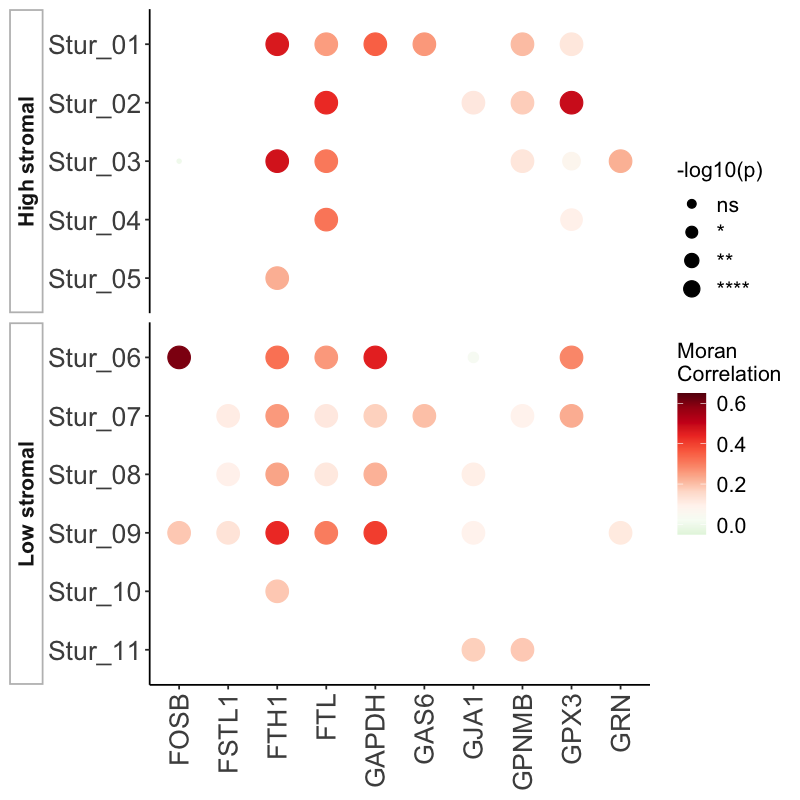 High stromal
Stur_01
Stur_02
Stur_03
Stur_04
Stur_05
Low stromal
Stur_06
Stur_07
Stur_08
Stur_09
Stur_10
Stur_11
FOSB
FSTL1
FTH1
FTL
GAPDH
GAS6
GJA1
GPNMB
GPX3
GRN
-log10(p)
ns
*
**
****
Moran
Correlation
0.6
0.4
0.2
0.0